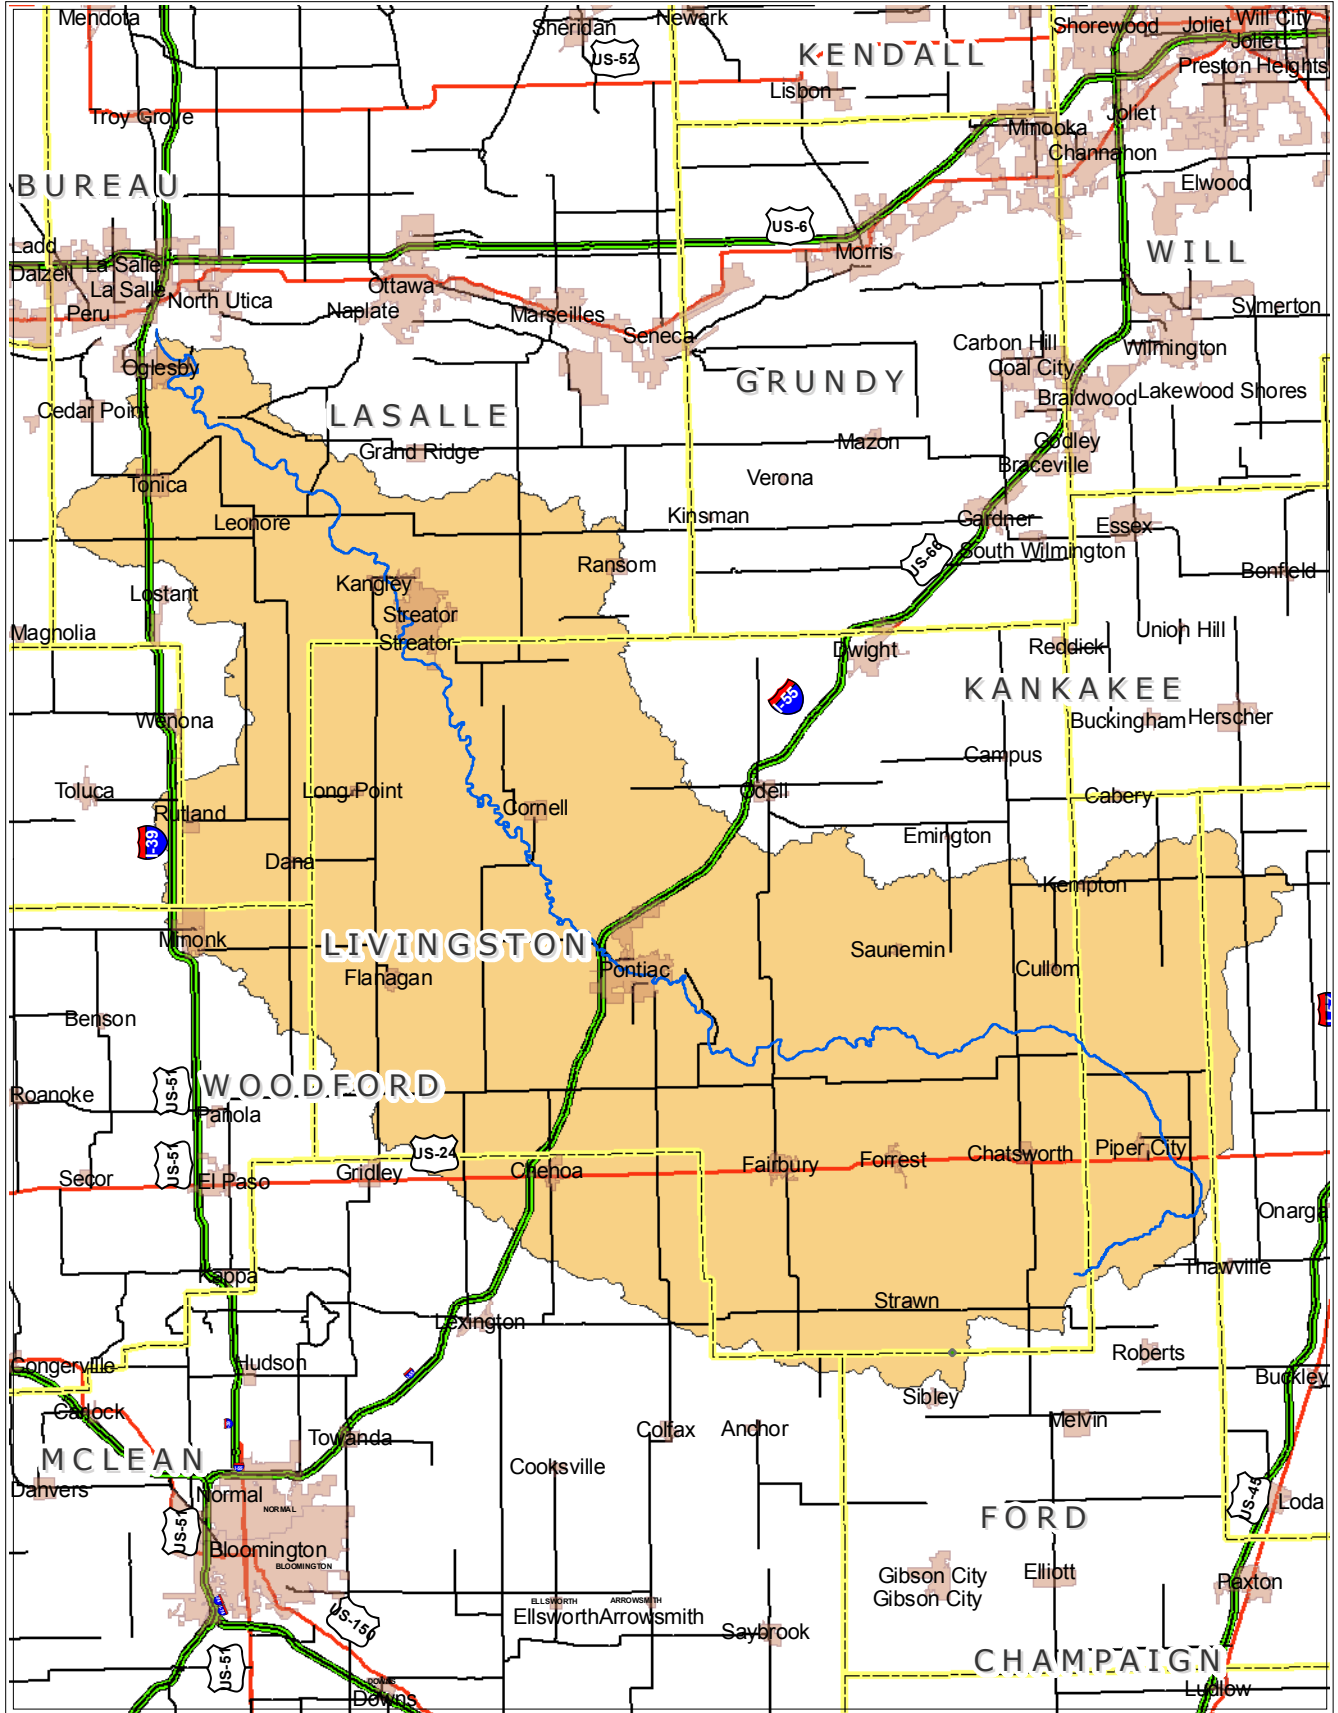 Mendota
Sheridan
Newark
US-52
KENDALL
Shorewood
Joliet
Will City
Joliet
Preston Heights
Lisbon
Troy Grove
Minooka
Joliet
Channahon
BUREAU
Elwood
US-6
Ladd
Dalzell
La Salle
La Salle
Peru
North Utica
Ottawa
Naplate
Marseilles
Seneca
Morris
WILL
Symerton
Wilmington
Carbon Hill
Coal City
Oglesby
GRUNDY
Braidwood
Lakewood Shores
Cedar Point
LASALLE
Grand Ridge
Mazon
Godley
Braceville
Tonica
Verona
Leonore
Kinsman
Gardner
Essex
South Wilmington
US-66
Ransom
Bonfield
Kangley
Lostant
Streator
Streator
Magnolia
Dwight
Reddick
Union Hill
I-55
KANKAKEE
Wenona
Buckingham
Herscher
Campus
Toluca
Long Point
Odell
Cabery
Rutland
Cornell
I-39
Emington
Dana
Kempton
Minonk
LIVINGSTON
Saunemin
Flanagan
Pontiac
Cullom
Benson
WOODFORD
US-51
Roanoke
Panola
US-24
US-51
Secor
El Paso
Gridley
Chenoa
Fairbury
Forrest
Chatsworth
Piper City
Onarga
Kappa
Thawville
Strawn
Lexington
Congerville
Hudson
Roberts
Buckley
Carlock
Sibley
Towanda
Colfax
Anchor
Melvin
MCLEAN
Cooksville
Danvers
Normal
NORMAL
US-51
FORD
US-45
Loda
Bloomington
BLOOMINGTON
Gibson City
Gibson City
Elliott
Paxton
US-150
ELLSWORTH
ARROWSMITH
Ellsworth
Arrowsmith
Saybrook
US-51
CHAMPAIGN
DOWNS
Downs
Ludlow